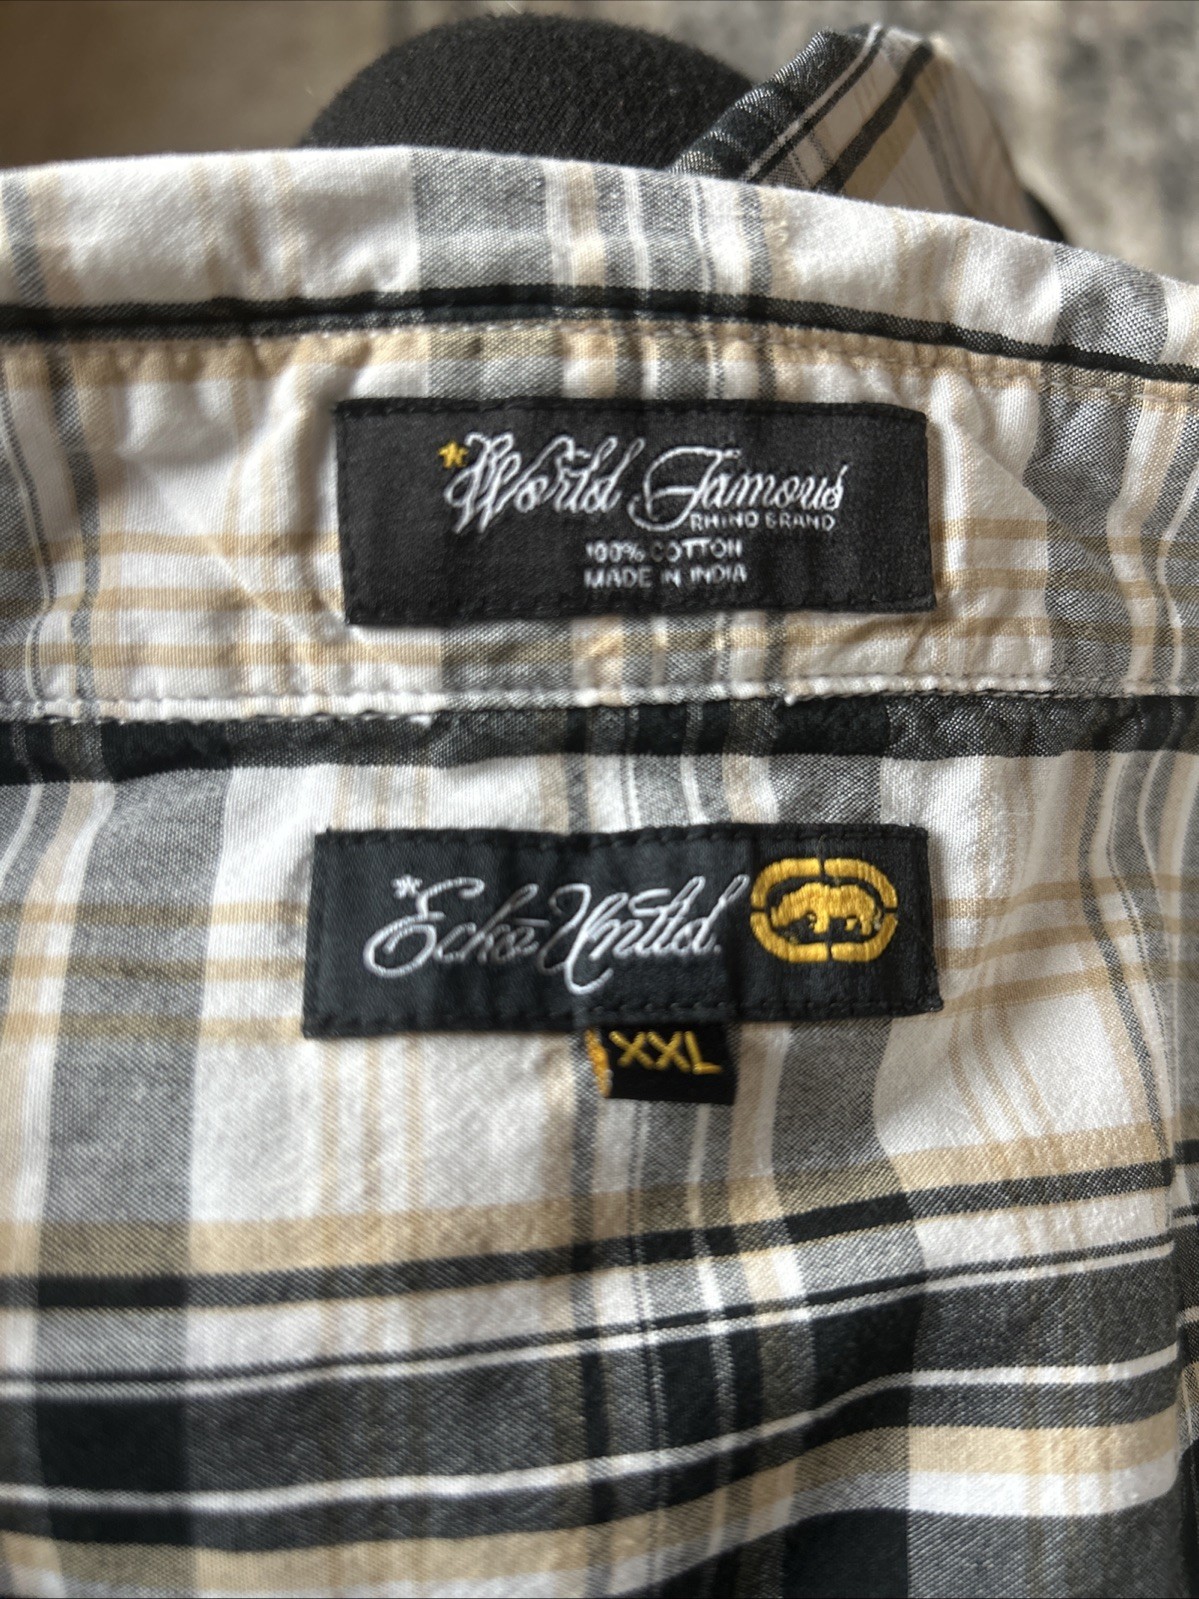 *World Famous
RHINO BRAND
100% COTTON
MADE IN INDIA
*Ecko Unltd.
XXL